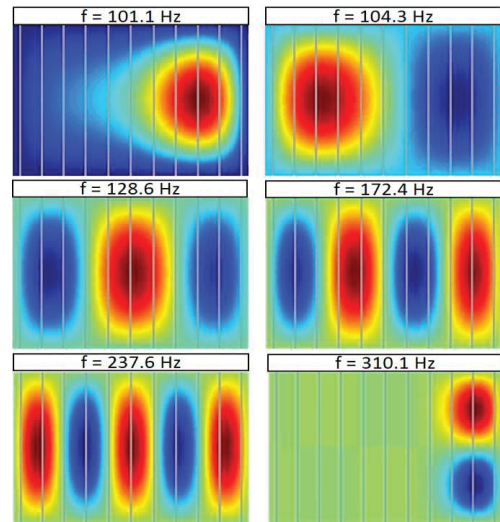 f = 101.1 Hz
f = 104.3 Hz
f = 128.6 Hz
f = 172.4 Hz
f = 237.6 Hz
f = 310.1 Hz